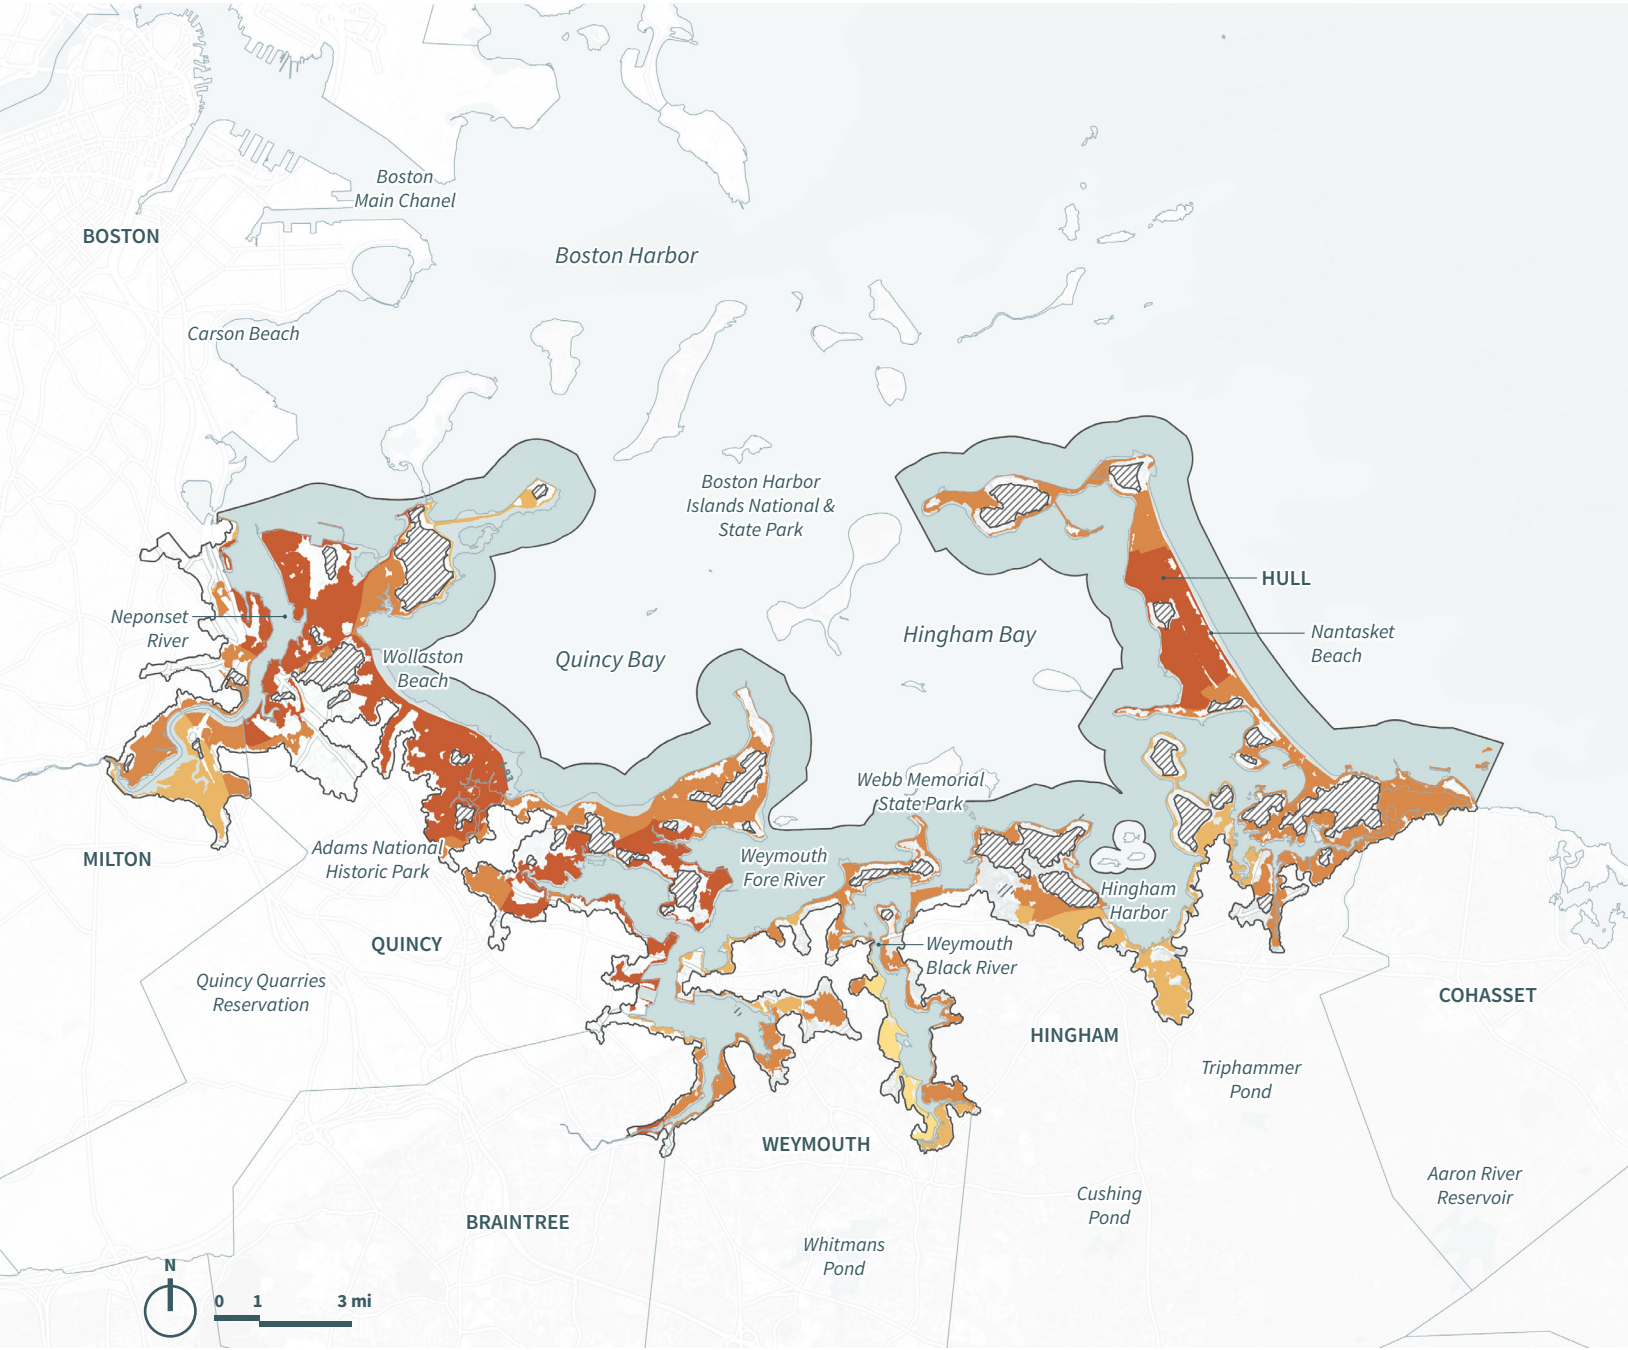 Boston
Main Chanel
BOSTON
Boston Harbor
Carson Beach
Boston Harbor
Islands National &
State Park
HULL
Neponset
River
Nantasket
Beach
Hingham Bay
Quincy Bay
Wollaston
Beach
Webb Memorial
State Park
MILTON
Adams National
Historic Park
Weymouth
Fore River
Hingham
Harbor
QUINCY
Weymouth
Black River
Quincy Quarries
Reservation
COHASSET
HINGHAM
Triphammer
Pond
WEYMOUTH
Aaron River
Reservoir
Cushing
Pond
BRAINTREE
Whitmans
Pond
N
0 1 3 mi